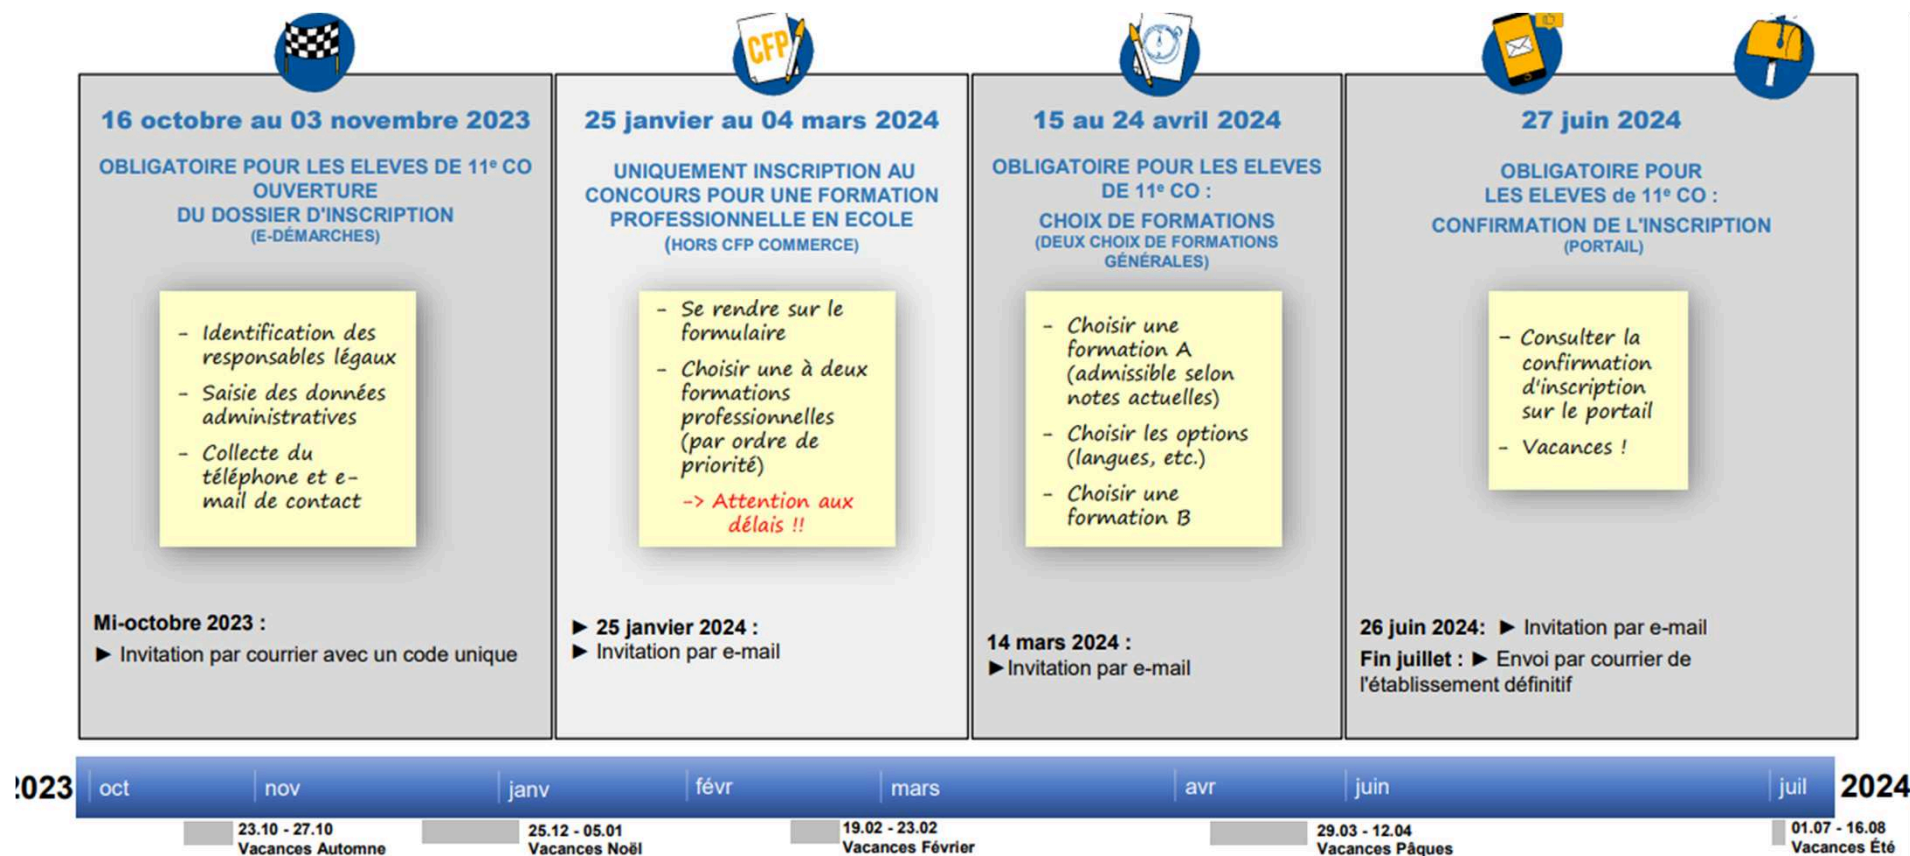 CFP
16 octobre au 03 novembre 2023
OBLIGATOIRE POUR LES ELEVES DE 11e CO
OUVERTURE
DU DOSSIER D'INSCRIPTION
(E-DÉMARCHES)
- Identification des
responsables légaux
- Saisie des données
administratives
- Collecte du
téléphone et e-
mail de contact
Mi-octobre 2023 :
► Invitation par courrier avec un code unique
25 janvier au 04 mars 2024
UNIQUEMENT INSCRIPTION AU
CONCOURS POUR UNE FORMATION
PROFESSIONNELLE EN ECOLE
(HORS CFP COMMERCE)
- Se rendre sur le
formulaire
- Choisir une à deux
formations
professionnelles
(par ordre de
priorité)
-> Attention aux
délais !!
► 25 janvier 2024 :
► Invitation par e-mail
15 au 24 avril 2024
OBLIGATOIRE POUR LES ELEVES
DE 11e CO :
CHOIX DE FORMATIONS
(DEUX CHOIX DE FORMATIONS
GÉNÉRALES)
- Choisir une
formation A
(admissible selon
notes actuelles)
- Choisir les options
(langues, etc.)
- Choisir une
formation B
14 mars 2024 :
►Invitation par e-mail
27 juin 2024
OBLIGATOIRE POUR
LES ELEVES de 11e CO :
CONFIRMATION DE L'INSCRIPTION
(PORTAIL)
- Consulter la
confirmation
d'inscription
sur le portail
- Vacances !
26 juin 2024: ► Invitation par e-mail
Fin juillet : ► Envoi par courrier de
l'établissement définitif
2023 oct nov janv févr mars avr juin juil 2024
23.10 - 27.10
Vacances Automne
25.12 - 05.01
Vacances Noël
19.02 - 23.02
Vacances Février
29.03 - 12.04
Vacances Pâques
01.07 - 16.08
Vacances Été